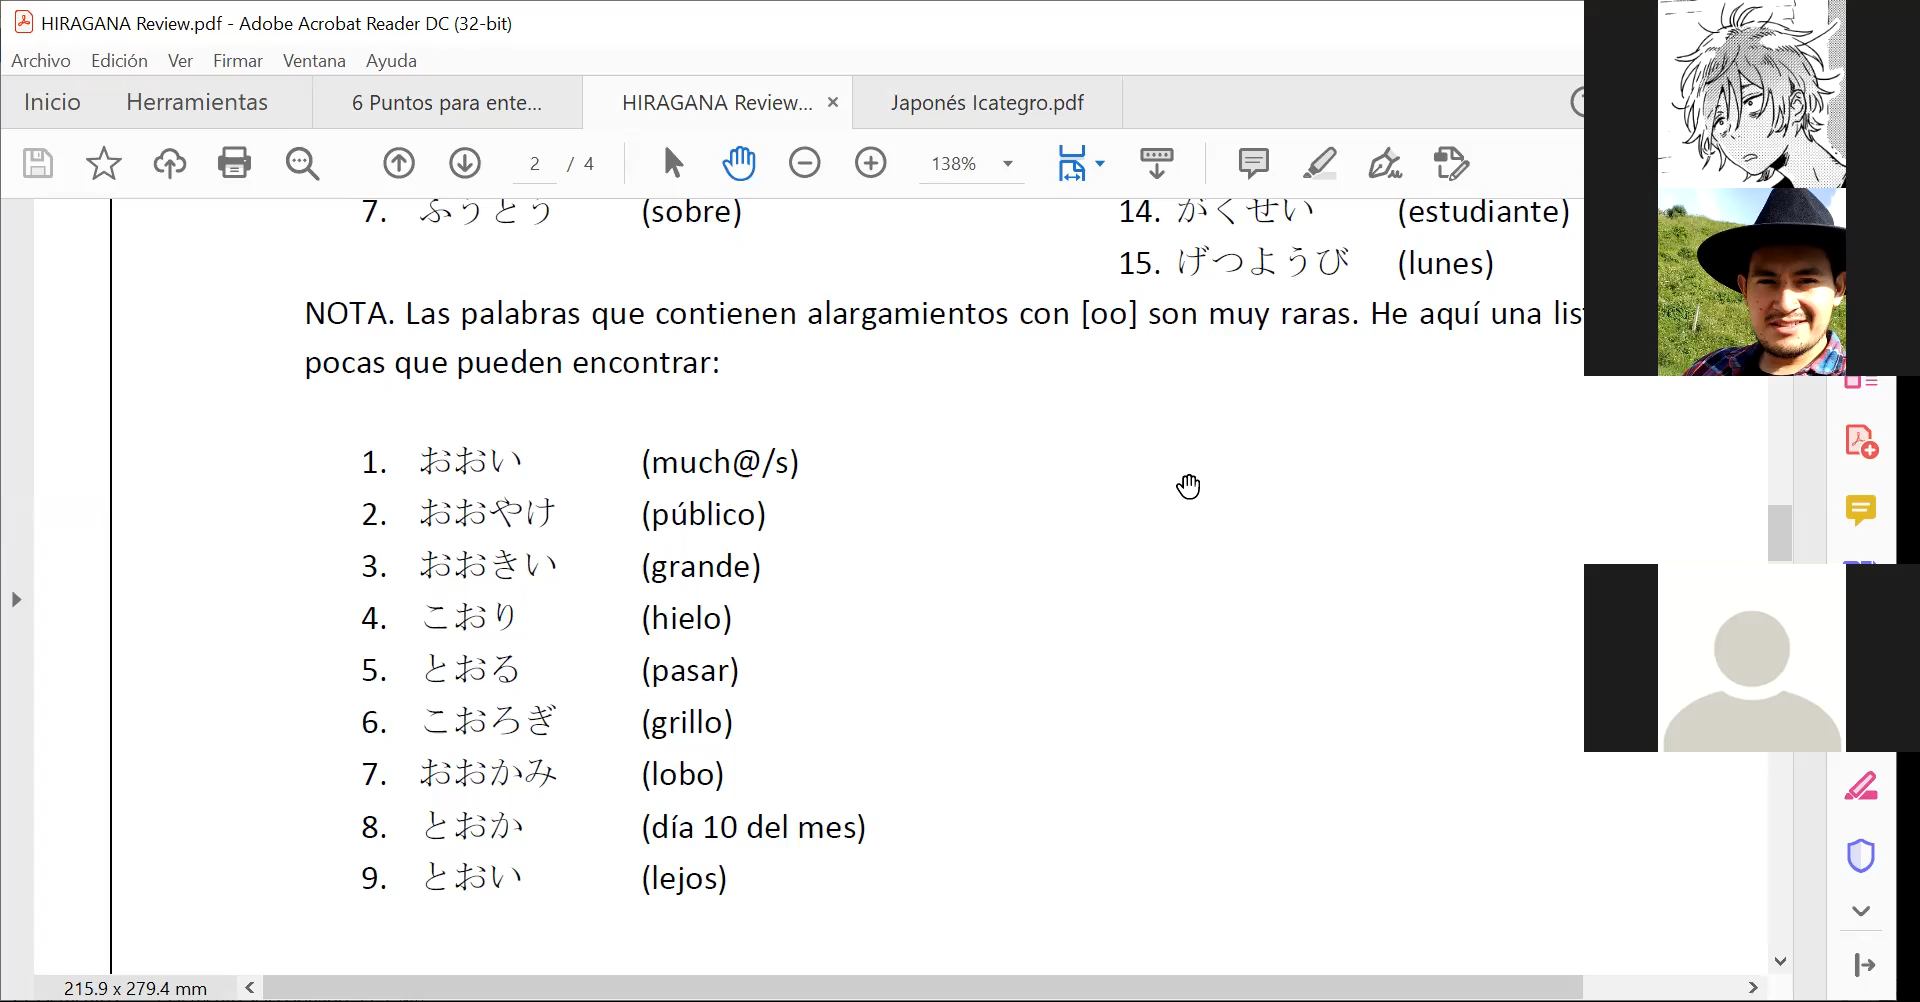 HIRAGANA Review.pdf - Adobe Acrobat Reader DC (32-bit)
Archivo Edición Ver Firmar Ventana Ayuda
Inicio Herramientas 6 Puntos para ente... HIRAGANA Review... × Japonés Icategro.pdf
2 / 4 138%
7. ふうとう (sobre) 14. がくせい (estudiante)
15. げつようび (lunes)
NOTA. Las palabras que contienen alargamientos con [oo] son muy raras. He aquí una lis
pocas que pueden encontrar:
1. おおい (much@/s)
2. おおやけ (público)
3. おおきい (grande)
4. こおり (hielo)
5. とおる (pasar)
6. こおろぎ (grillo)
7. おおかみ (lobo)
8. とおか (día 10 del mes)
9. とおい (lejos)
215.9 x 279.4 mm